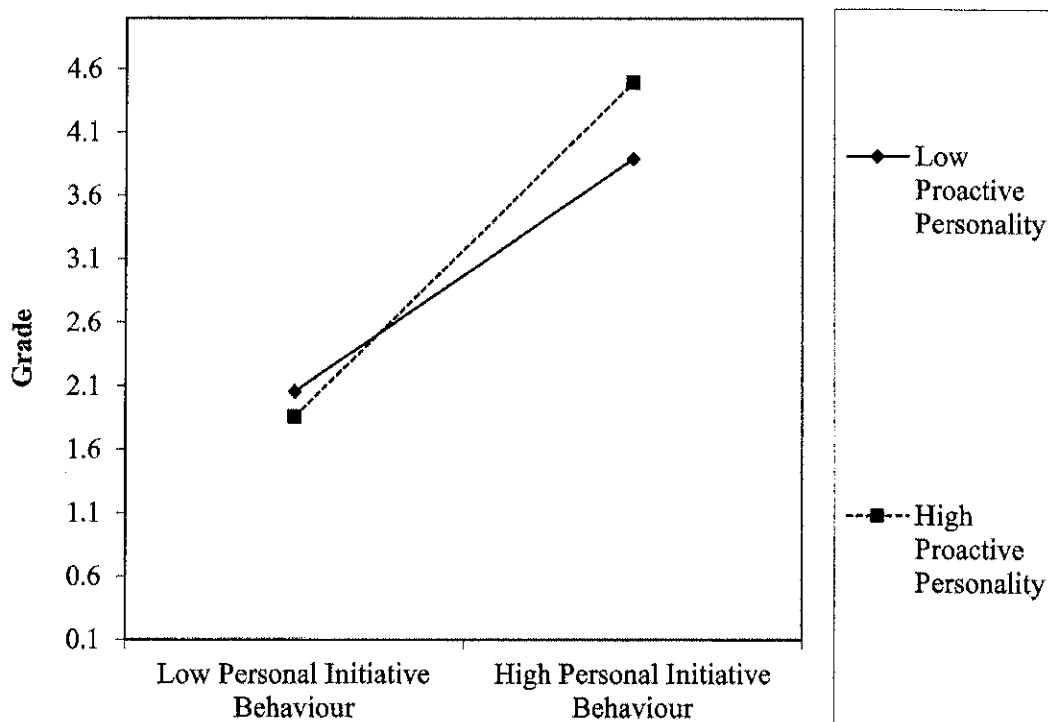 4.6
4.1
3.6
3.1
2.6
2.1
1.6
1.1
0.6
0.1
Grade
Low Personal Initiative
Behaviour
High Personal Initiative
Behaviour
Low
Proactive
Personality
High
Proactive
Personality